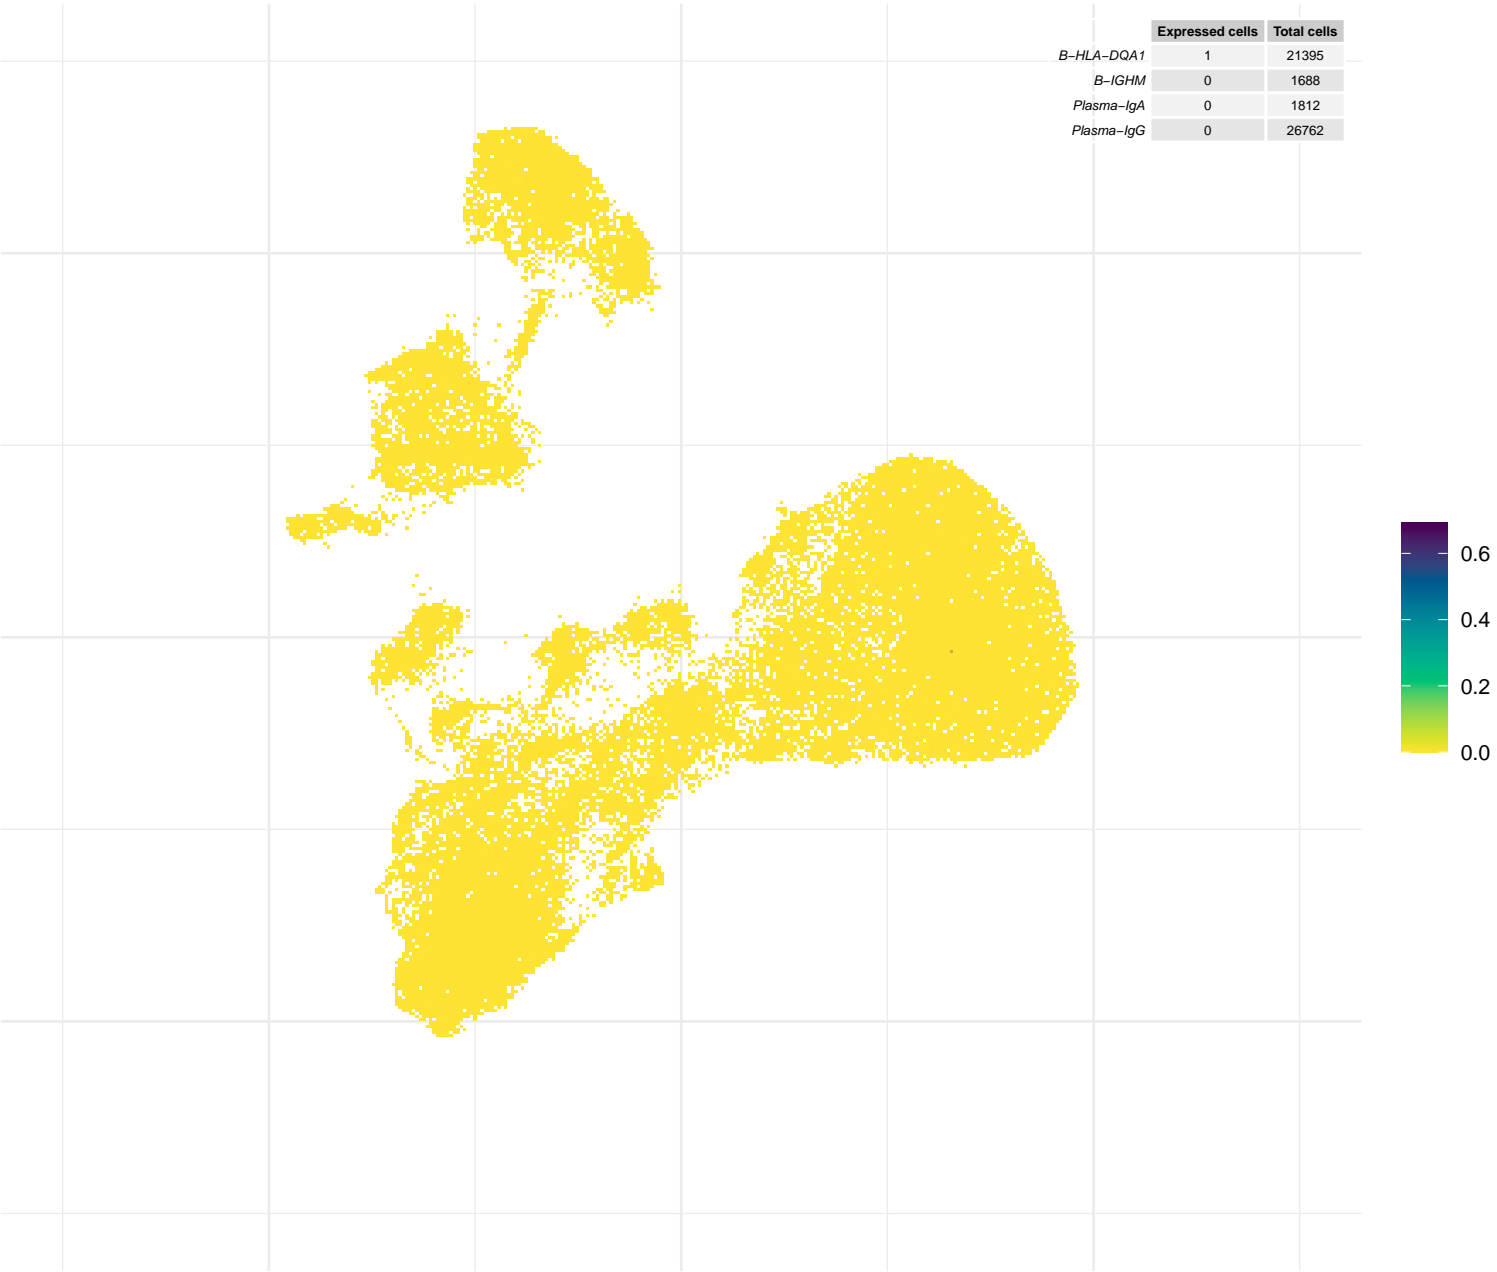 Expressed cells Total cells
B−HLA−DQA1 1 21395
B−IGHM 0 1688
Plasma−IgA 0 1812
Plasma−IgG 0 26762
0.6
0.4
0.2
0.0